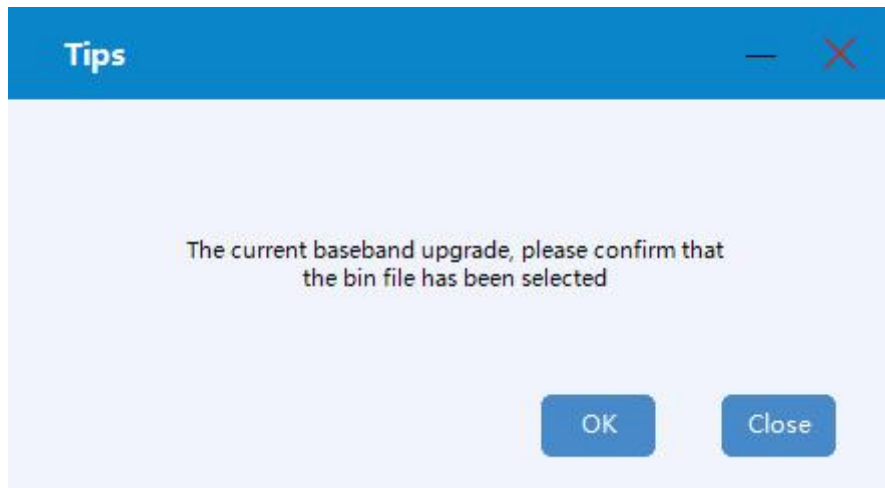 Tips
The current baseband upgrade, please confirm that
the bin file has been selected
OK
Close